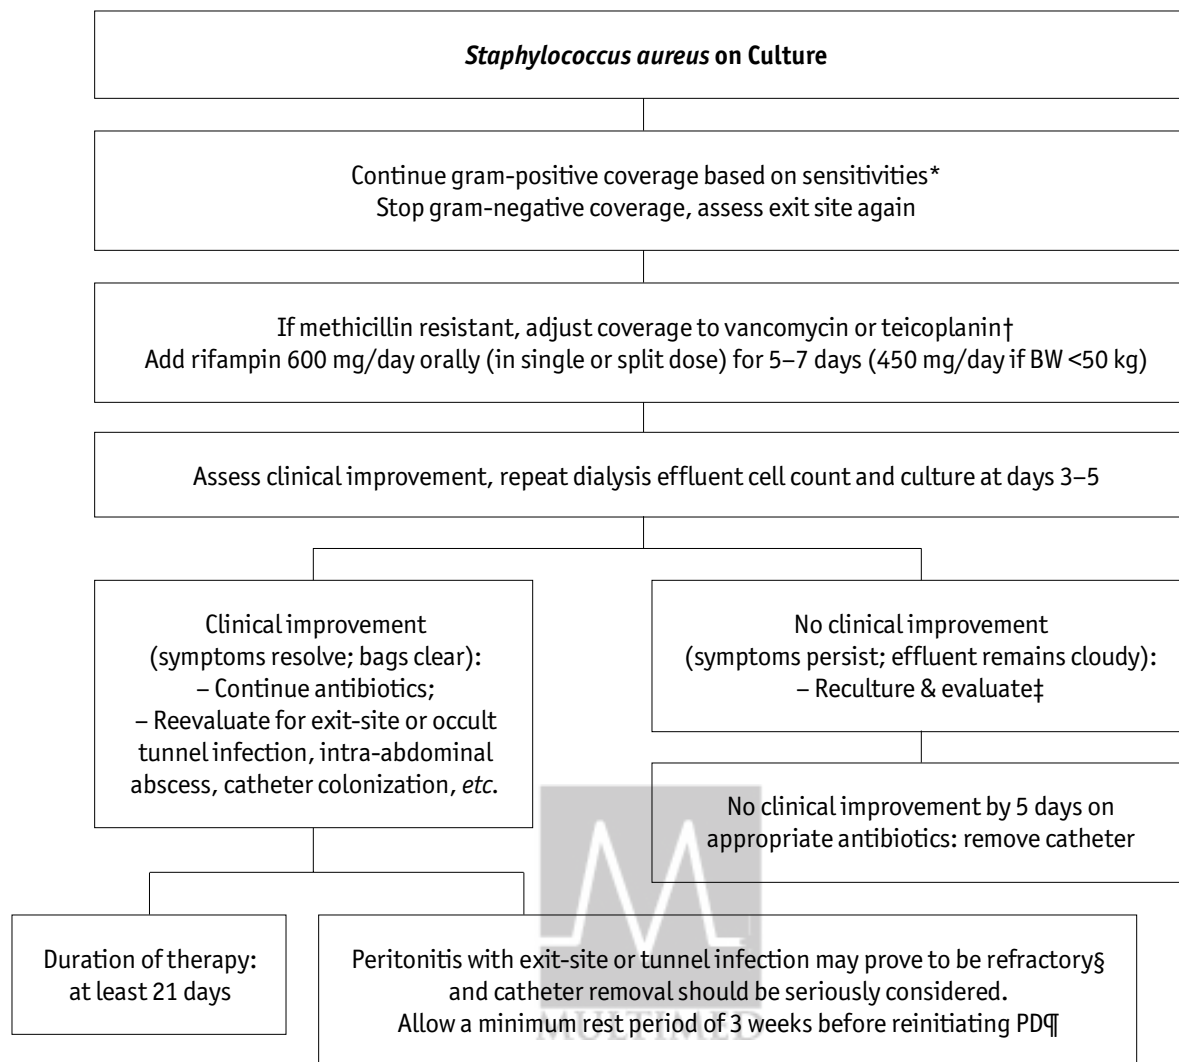 Staphylococcus aureus on Culture
Continue gram-positive coverage based on sensitivities*
Stop gram-negative coverage, assess exit site again
If methicillin resistant, adjust coverage to vancomycin or teicoplanin†
Add rifampin 600 mg/day orally (in single or split dose) for 5–7 days (450 mg/day if BW <50 kg)
Assess clinical improvement, repeat dialysis effluent cell count and culture at days 3–5
Clinical improvement
(symptoms resolve; bags clear):
– Continue antibiotics;
– Reevaluate for exit-site or occult
tunnel infection, intra-abdominal
abscess, catheter colonization, etc.
No clinical improvement
(symptoms persist; effluent remains cloudy):
– Reculture & evaluate‡
No clinical improvement by 5 days on
appropriate antibiotics: remove catheter
Duration of therapy:
at least 21 days
Peritonitis with exit-site or tunnel infection may prove to be refractory§
and catheter removal should be seriously considered.
Allow a minimum rest period of 3 weeks before reinitiating PD¶
MULTIMED